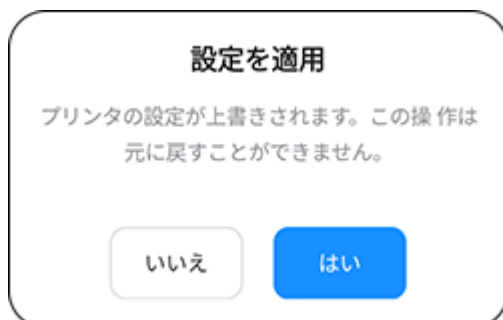 設定を適用
プリンタの設定が上書きされます。この操 作は
元に戻すことができません。
いいえ
はい